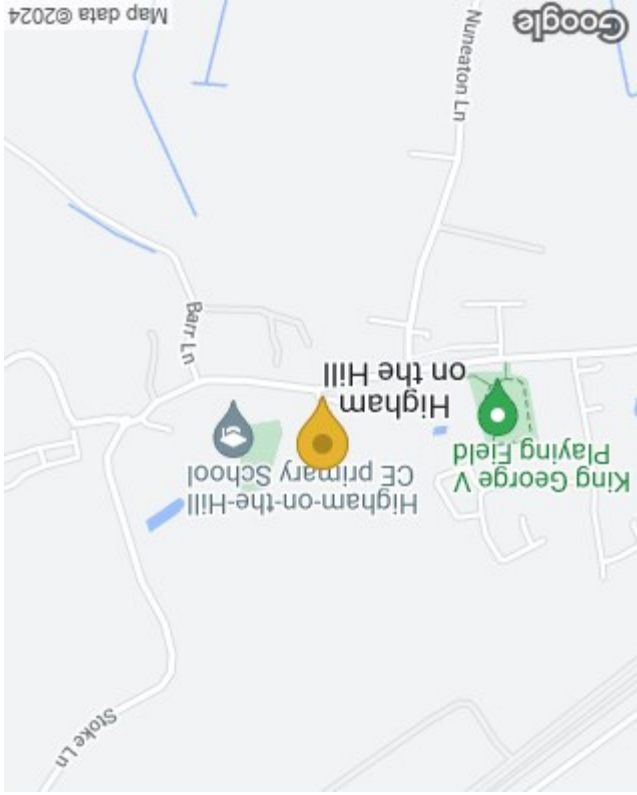 Stoke Ln
King George V
Playing Field
Higham-on-the-Hill
CE primary School
Higham
on the Hill
Barr Ln
Nuneaton Ln
Google
Map data ©2024